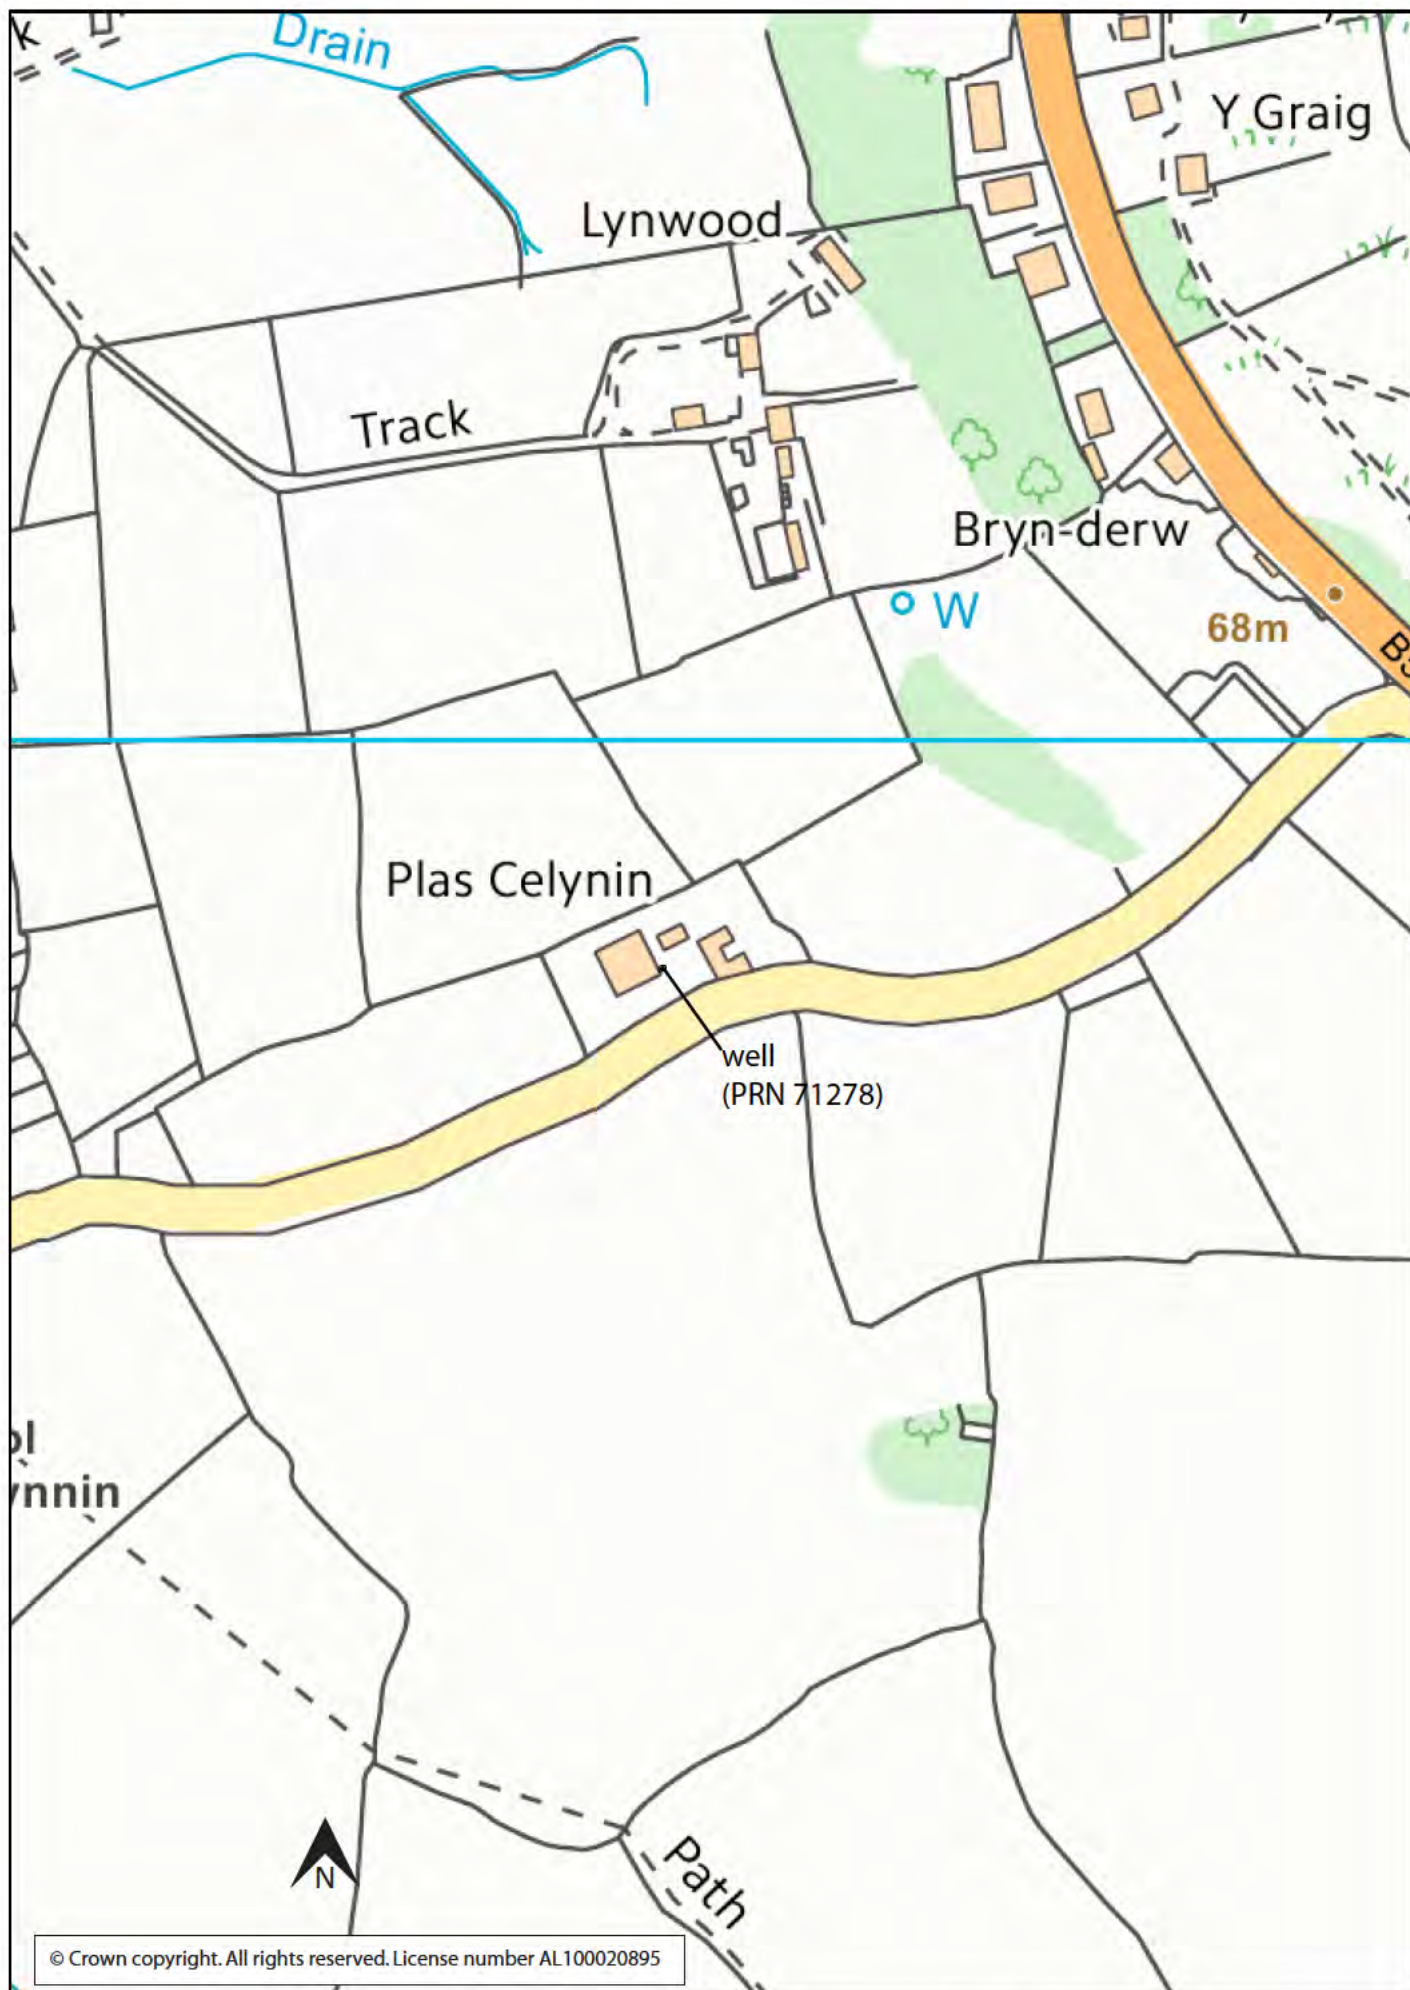 k
Drain
Y Graig
Lynwood
Track
Bryn-derw
W
68m
Plas Celynin
well
(PRN 71278)
ynnin
Path
N
© Crown copyright. All rights reserved. License number AL100020895